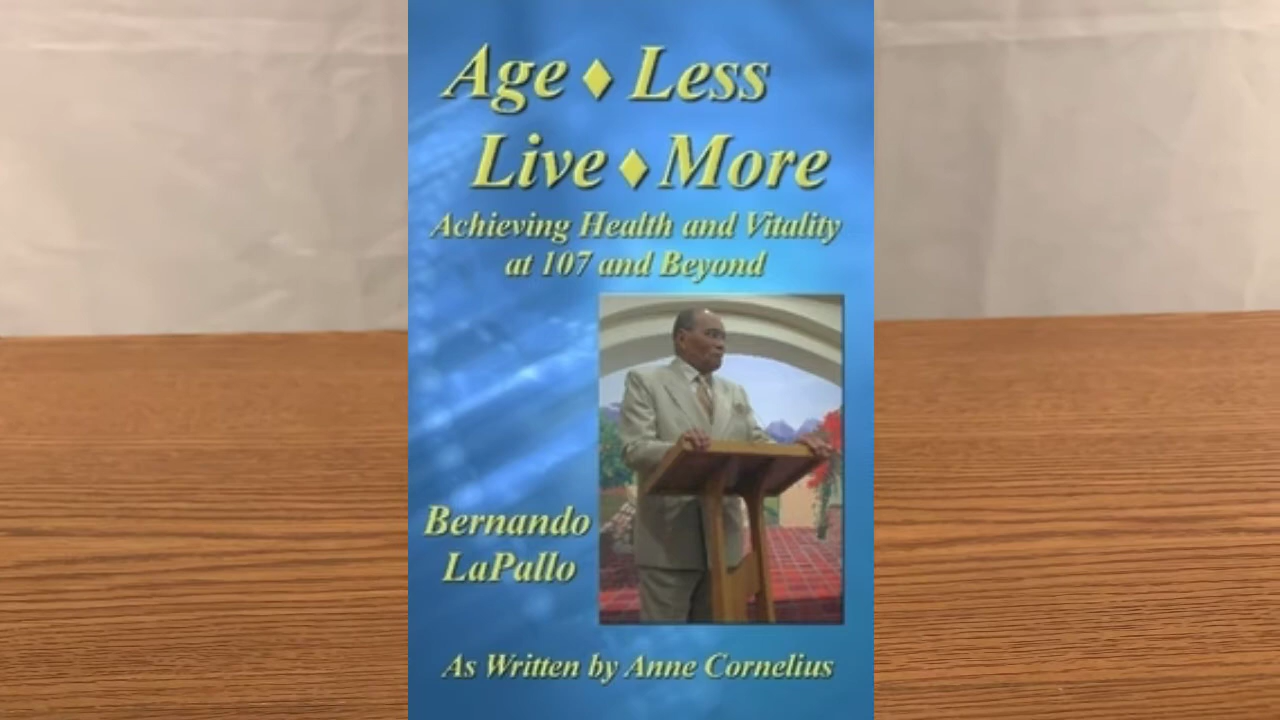 Age ♦ Less
Live ♦ More
Achieving Health and Vitality
at 107 and Beyond
Bernando
LaPallo
As Written by Anne Cornelius